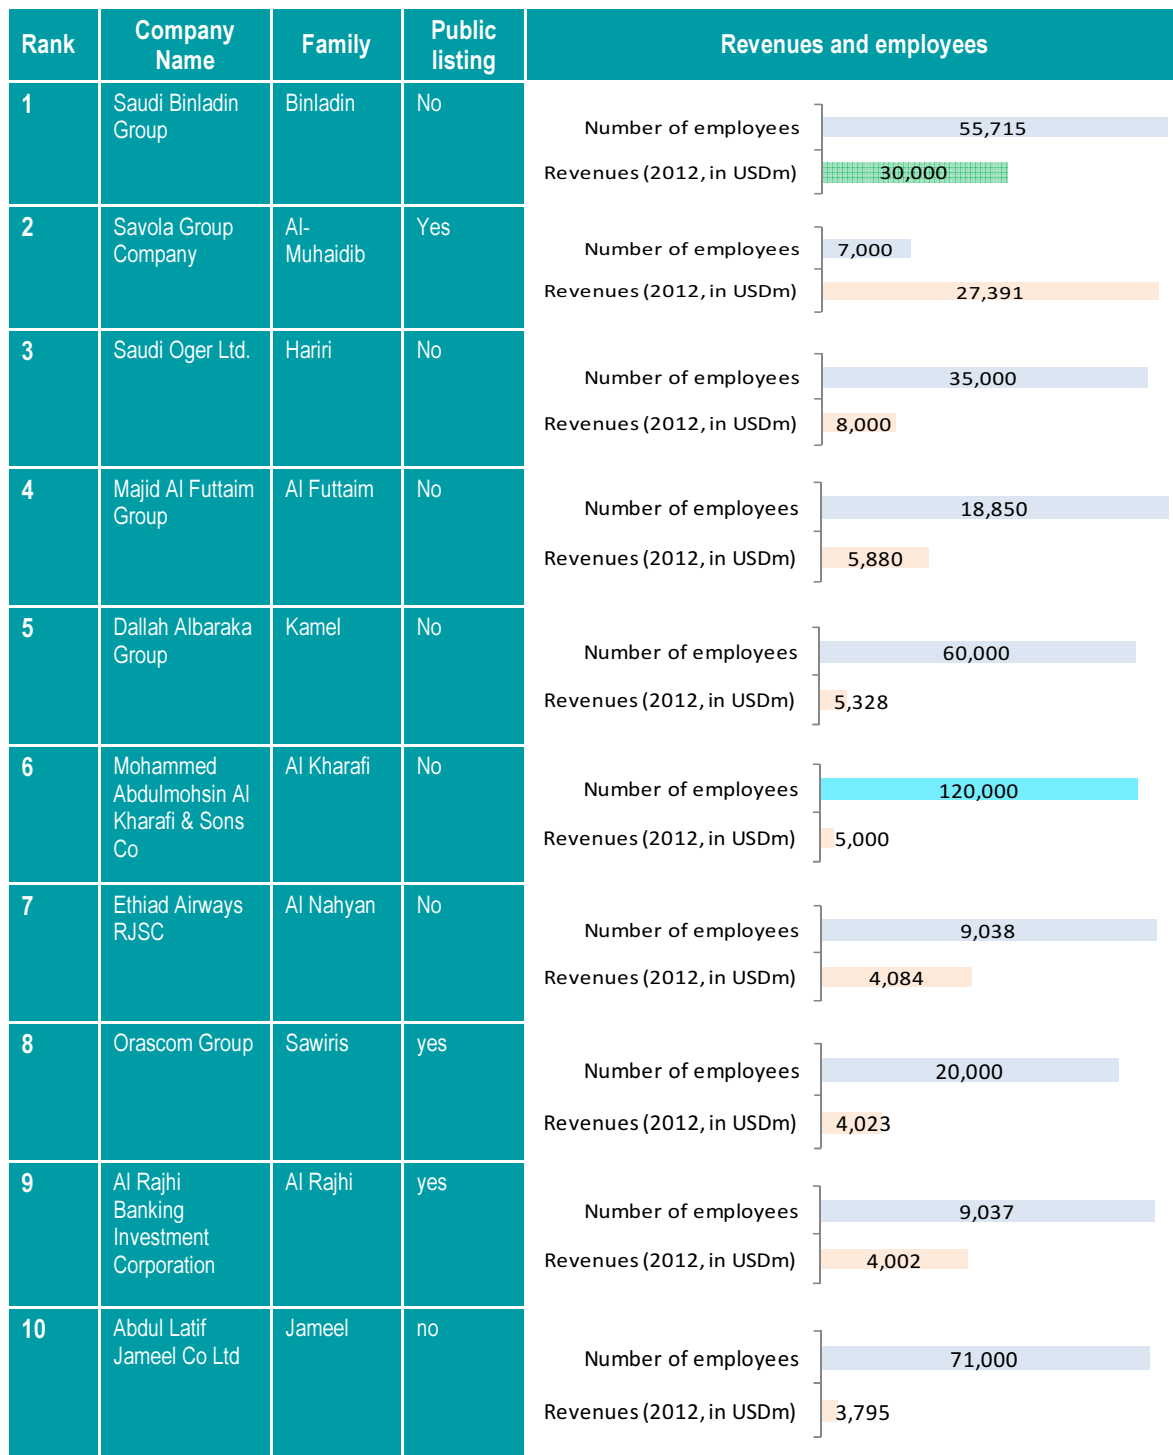 Rank
Company
Name
Family
Public
listing
Revenues and employees
1
Saudi Binladin
Group
Binladin
No
Number of employees
55,715
Revenues (2012, in USDm)
30,000
2
Savola Group
Company
Al-
Muhaidib
Yes
Number of employees
7,000
Revenues (2012, in USDm)
27,391
3
Saudi Oger Ltd.
Hariri
No
Number of employees
35,000
Revenues (2012, in USDm)
8,000
4
Majid Al Futtaim
Group
Al Futtaim
No
Number of employees
18,850
Revenues (2012, in USDm)
5,880
5
Dallah Albaraka
Group
Kamel
No
Number of employees
60,000
Revenues (2012, in USDm)
5,328
6
Mohammed
Abdulmohsin Al
Kharafi & Sons
Co
Al Kharafi
No
Number of employees
120,000
Revenues (2012, in USDm)
5,000
7
Ethiad Airways
RJSC
Al Nahyan
No
Number of employees
9,038
Revenues (2012, in USDm)
4,084
8
Orascom Group
Sawiris
yes
Number of employees
20,000
Revenues (2012, in USDm)
4,023
9
Al Rajhi
Banking
Investment
Corporation
Al Rajhi
yes
Number of employees
9,037
Revenues (2012, in USDm)
4,002
10
Abdul Latif
Jameel Co Ltd
Jameel
no
Number of employees
71,000
Revenues (2012, in USDm)
3,795